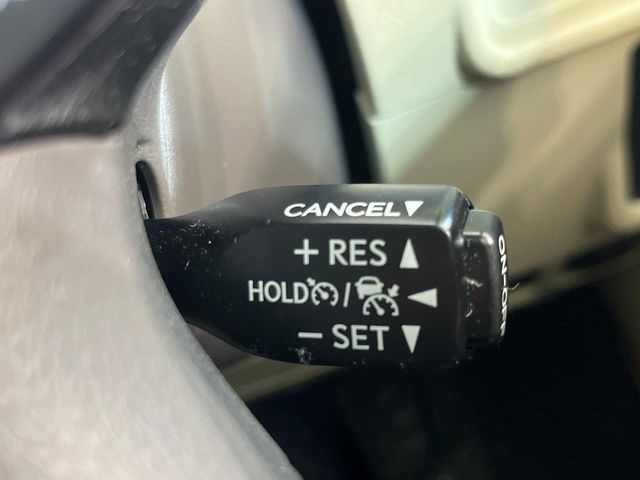 CANCEL▼
+ RES ▲
HOLD / ◀
− SET ▼
ON-OFF